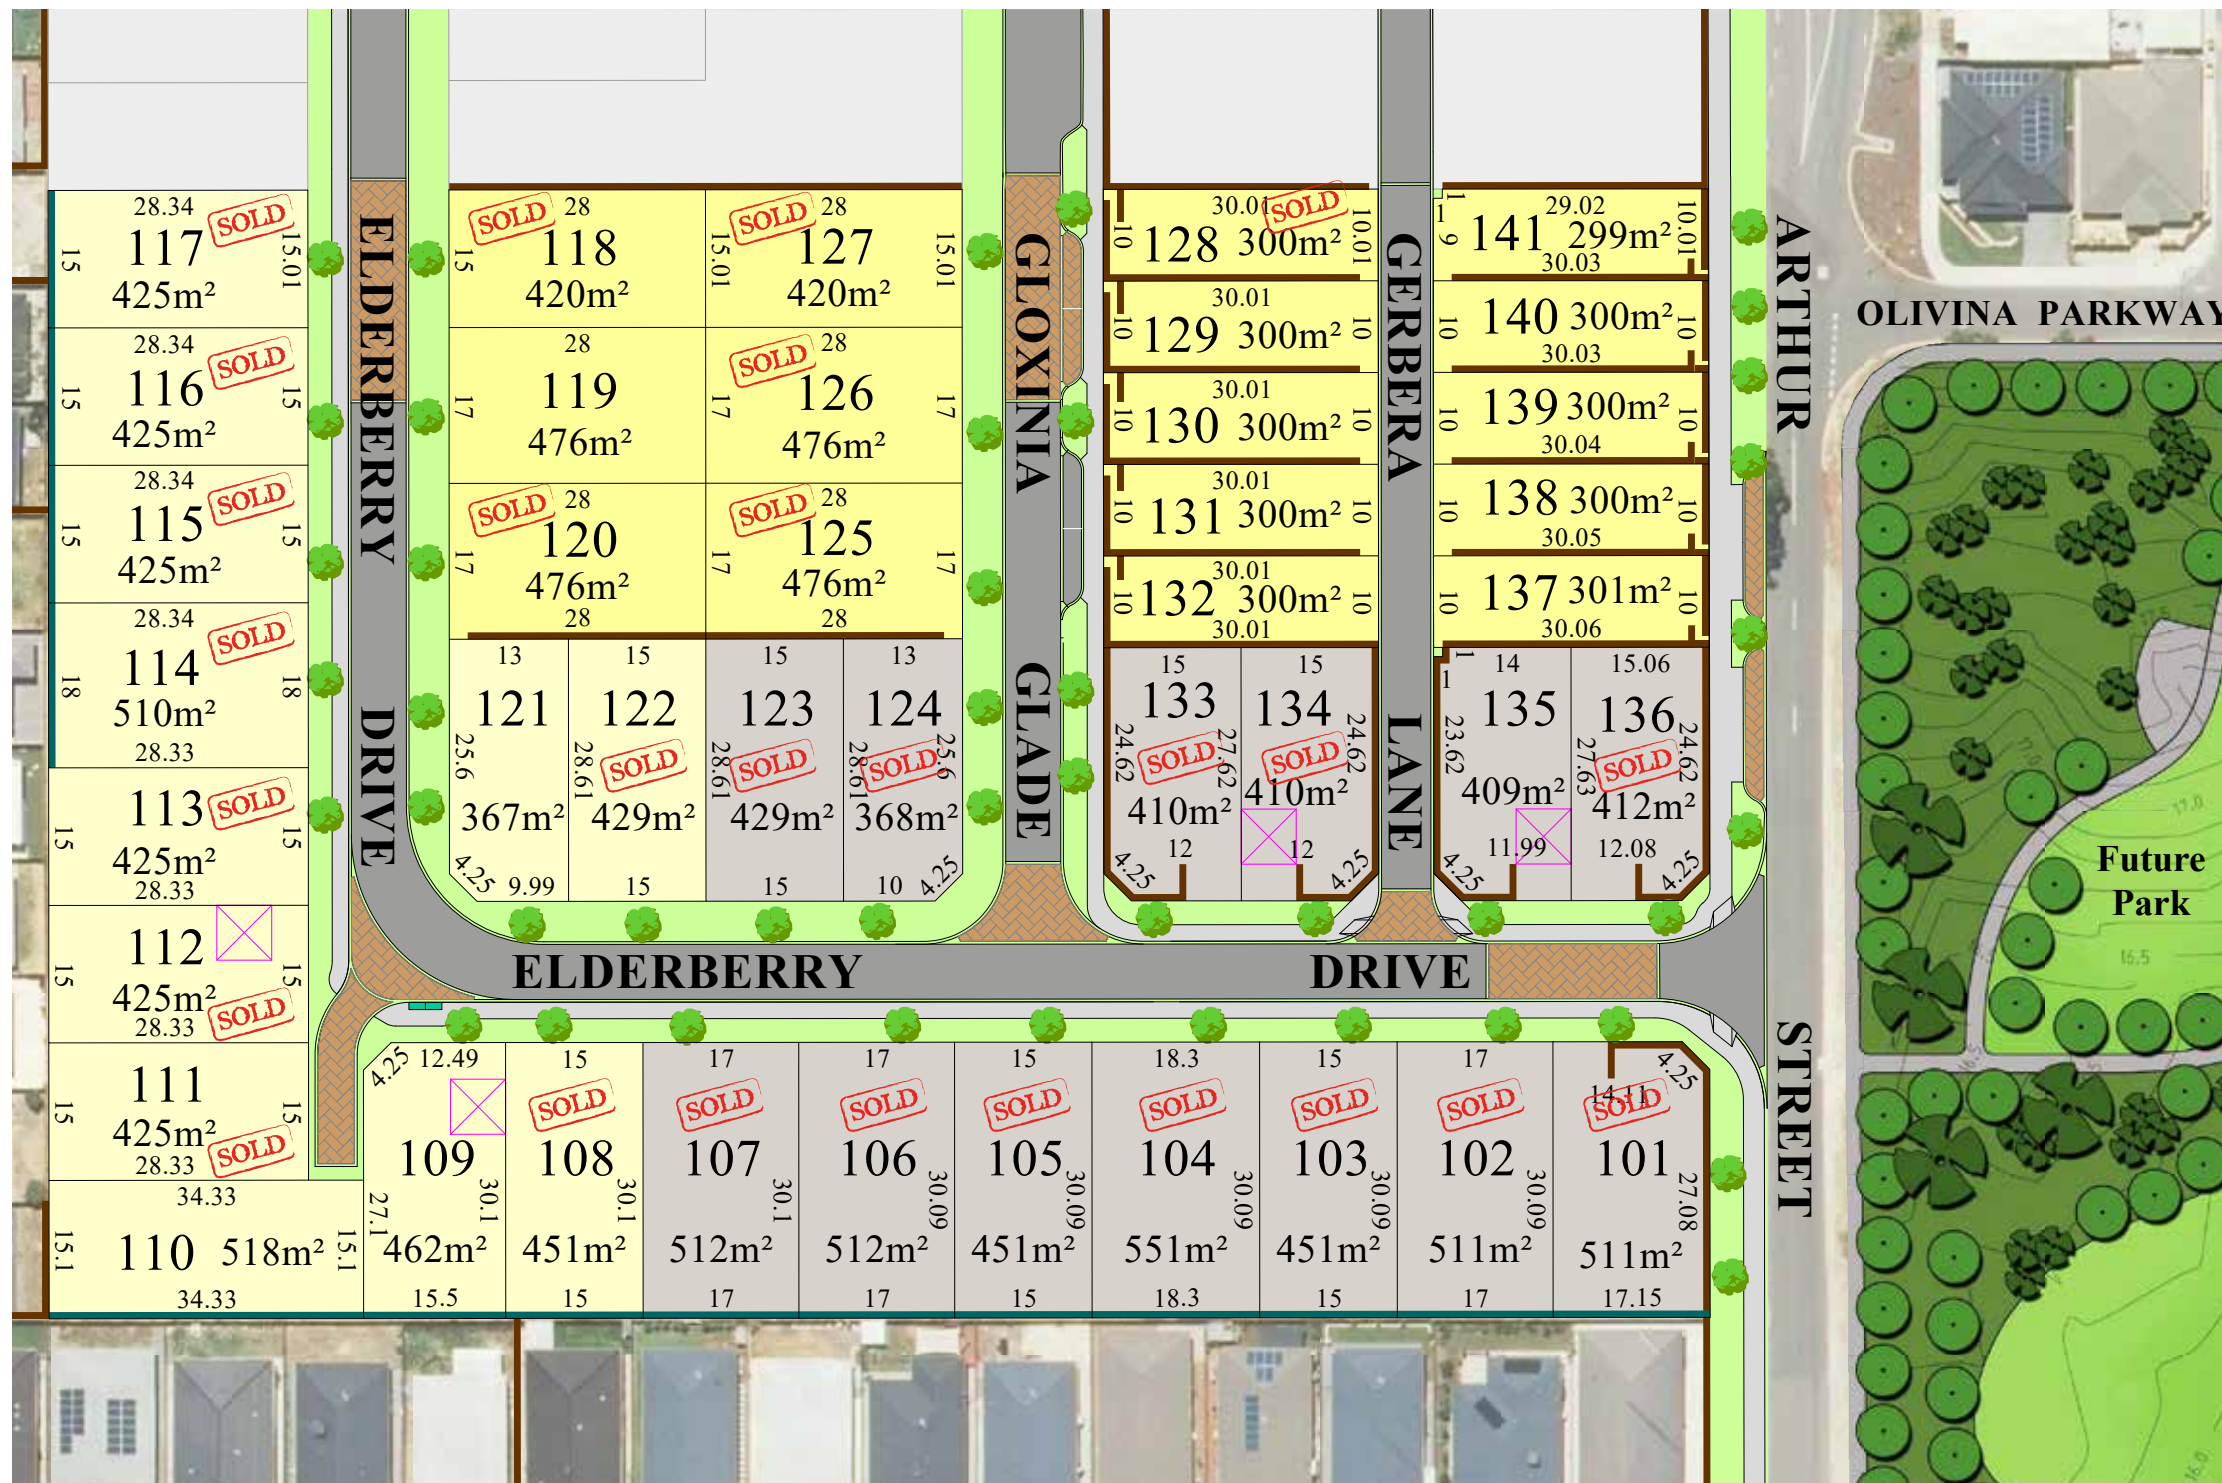 28.34
SOLD
117
15
15.01
425m²
28.34
SOLD
116
15
15
425m²
28.34
SOLD
115
15
15
425m²
28.34
SOLD
114
18
18
510m²
28.33
SOLD
113
15
15
425m²
28.33
112
15
15
425m²
SOLD
28.33
111
15
15
425m²
SOLD
28.33
34.33
15.1
110 518m²
15.1
34.33
ELDERBERRY DRIVE
SOLD
28
118
15
15.01
420m²
SOLD
28
127
15.01
420m²
28
119
17
17
476m²
SOLD
28
126
17
476m²
SOLD
28
120
17
17
476m²
28
SOLD
28
125
17
476m²
28
13
121
25.6
367m²
4.25
9.99
15
122
28.61
SOLD
429m²
15
15
123
28.61
SOLD
429m²
15
13
124
28.61
SOLD
25.6
368m²
10
4.25
GLOXINIA GLADE
30.01
SOLD
10
128 300m²
10.01
30.01
10
129 300m²
10
30.01
10
130 300m²
10
30.01
10
131 300m²
10
30.01
10
132 300m²
10
30.01
15
133
24.62
SOLD
27.62
410m²
4.25
12
15
134
24.62
SOLD
410m²
12
4.25
GERBERA LANE
1
1
29.02
9
141 299m²
10.01
30.03
10
140 300m²
10
30.03
10
139 300m²
10
30.04
10
138 300m²
10
30.05
10
137 301m²
10
30.06
1
1
14
135
23.62
409m²
4.25
11.99
15.06
136
27.63
24.62
SOLD
412m²
12.08
4.25
ARTHUR STREET
OLIVINA PARKWAY
Future
Park
17.0
16.5
ELDERBERRY DRIVE
4.25
12.49
109
27.1
30.1
462m²
15.5
15
SOLD
108
30.1
451m²
15
17
SOLD
107
30.1
512m²
17
17
SOLD
106
30.09
512m²
17
15
SOLD
105
30.09
451m²
15
18.3
SOLD
104
30.09
551m²
18.3
15
SOLD
103
30.09
451m²
15
17
SOLD
102
30.09
511m²
17
14.11
4.25
SOLD
101
27.08
511m²
17.15
16.0